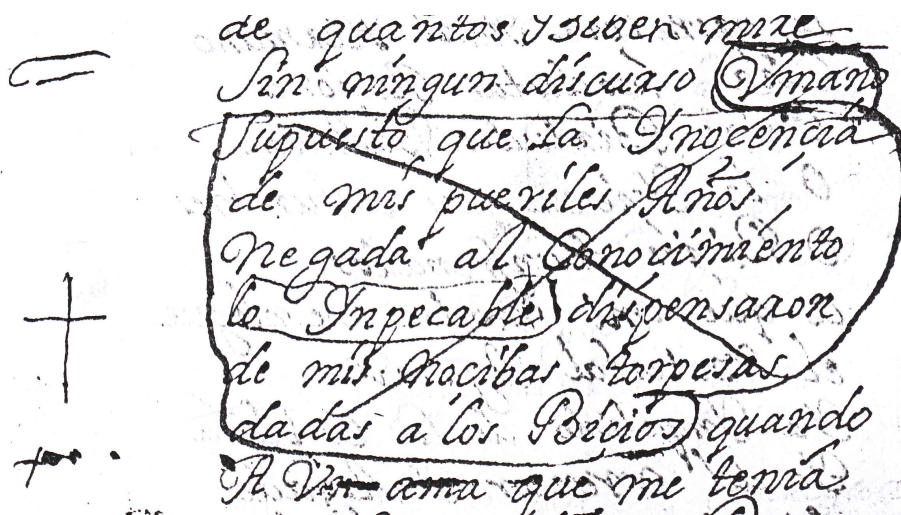 de quantos Biben mire
Sin ningun discurso Vmano
Supuesto que la Ynocencia
de mis pueriles Años
negada al Conocimiento
lo Ynpecable dispensaron
de mis nocibas torpesas
dadas a los Bicios quando
A Vn ama que me tenia